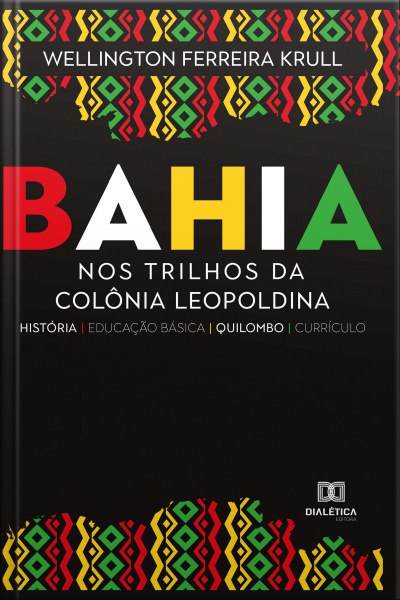 WELLINGTON FERREIRA KRULL
BAHIA
NOS TRILHOS DA
COLÔNIA LEOPOLDINA
HISTÓRIA | EDUCAÇÃO BÁSICA | QUILOMBO | CURRÍCULO
DIALÉTICA
EDITORA